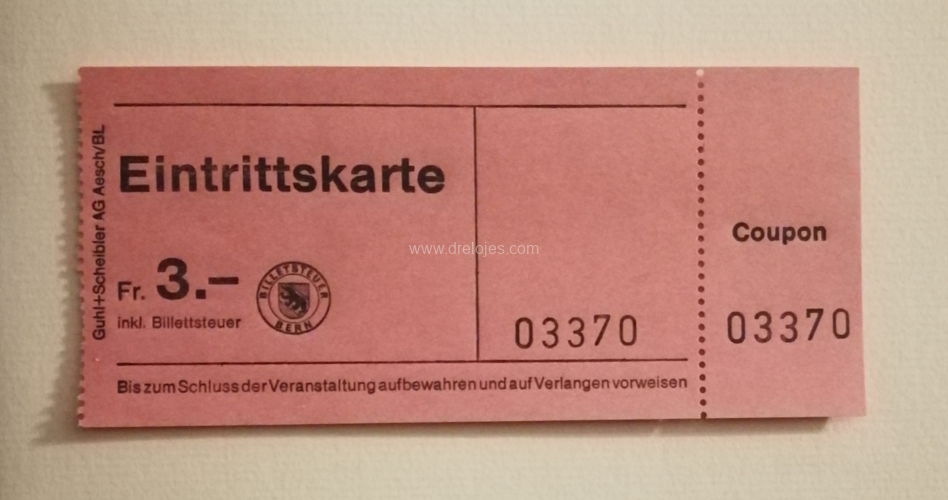 Guhl+Scheibler AG Aesch/BL
Eintrittskarte
Fr. 3.–
inkl. Billettsteuer
BILLETSTEUER
BERN
03370
Bis zum Schluss der Veranstaltung aufbewahren und auf Verlangen vorweisen
Coupon
03370
www.drelojes.com